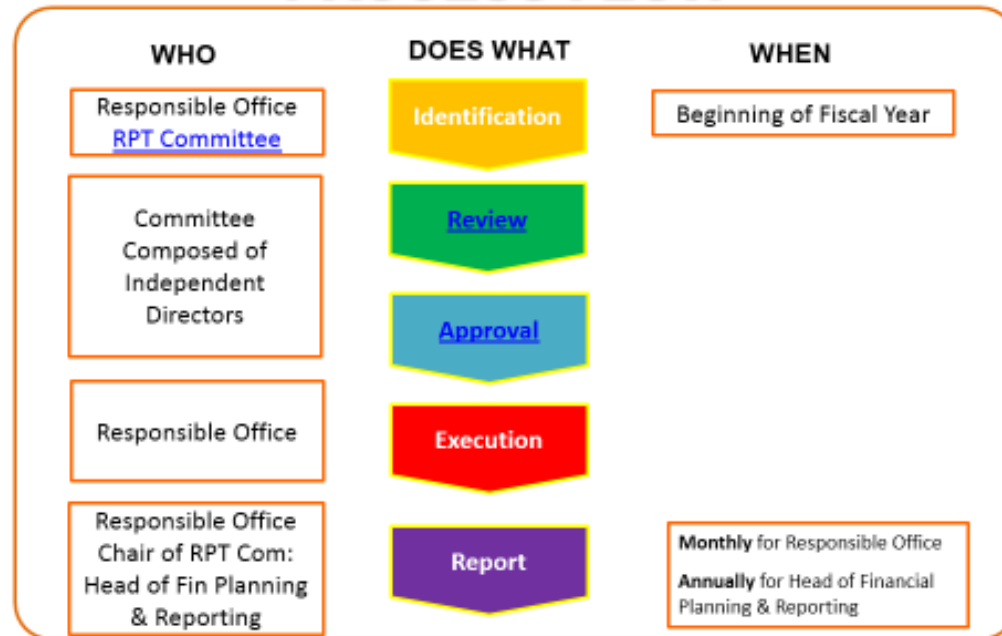 WHO
DOES WHAT
WHEN
Responsible Office
RPT Committee
Identification
Beginning of Fiscal Year
Committee
Composed of
Independent
Directors
Review
Approval
Responsible Office
Execution
Responsible Office
Chair of RPT Com:
Head of Fin Planning
& Reporting
Report
Monthly for Responsible Office
Annually for Head of Financial
Planning & Reporting